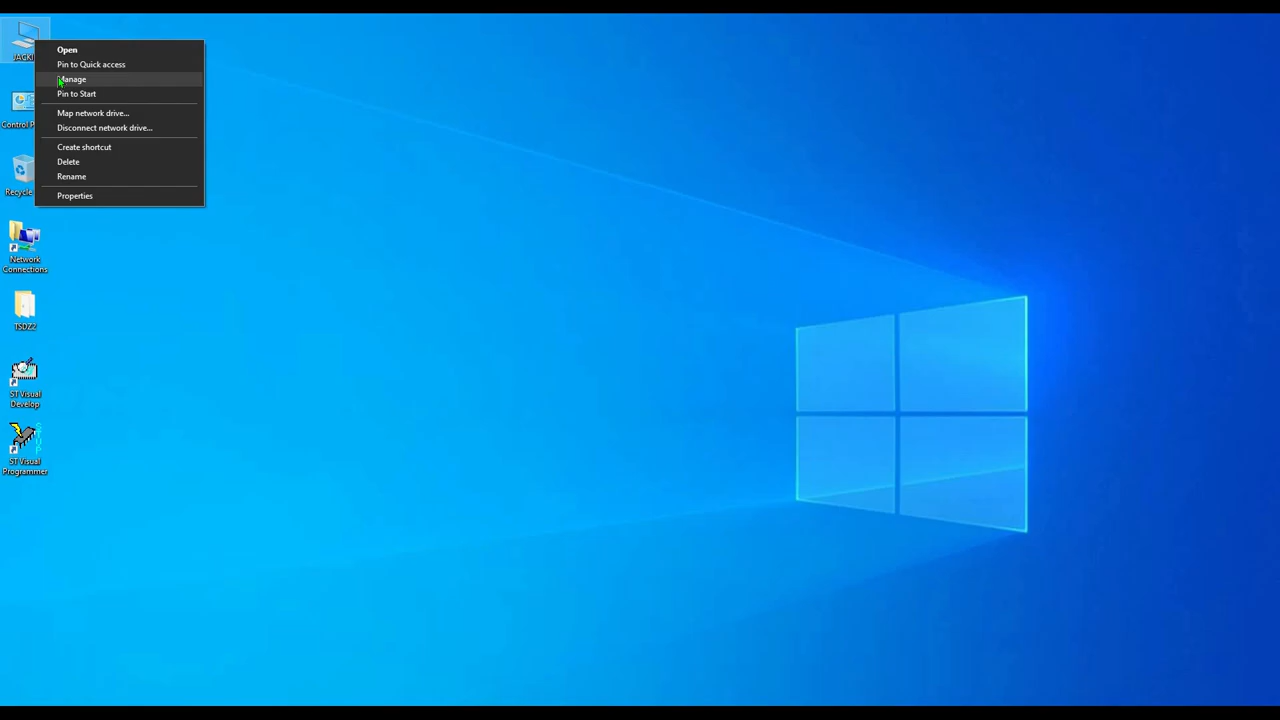 Open
Pin to Quick access
Manage
Pin to Start
Map network drive...
Disconnect network drive...
Create shortcut
Delete
Rename
Properties
Recycle
Network
Connections
TSDZ2
ST Visual
Develop
ST Visual
Programmer